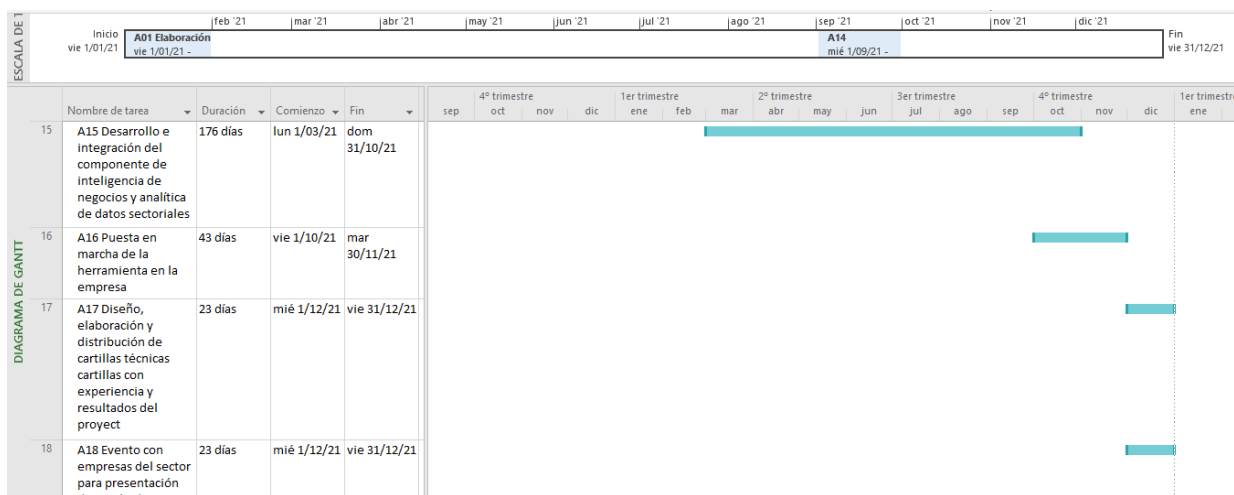 feb '21 mar '21 abr '21 may '21 jun '21 jul '21 ago '21 sep '21 oct '21 nov '21 dic '21
ESCALA DE
Inicio
vie 1/01/21
A01 Elaboración
vie 1/01/21 -
A14
mié 1/09/21 -
Fin
vie 31/12/21
4º trimestre 1er trimestre 2º trimestre 3er trimestre 4º trimestre 1er trimestre
Nombre de tarea Duración Comienzo Fin sep oct nov dic ene feb mar abr may jun jul ago sep oct nov dic ene
DIAGRAMA DE GANTT
15 A15 Desarrollo e 176 días lun 1/03/21 dom
integración del 31/10/21
componente de
inteligencia de
negocios y analítica
de datos sectoriales
16 A16 Puesta en 43 días vie 1/10/21 mar
marcha de la 30/11/21
herramienta en la
empresa
17 A17 Diseño, 23 días mié 1/12/21 vie 31/12/21
elaboración y
distribución de
cartillas técnicas
cartillas con
experiencia y
resultados del
proyect
18 A18 Evento con 23 días mié 1/12/21 vie 31/12/21
empresas del sector
para presentación